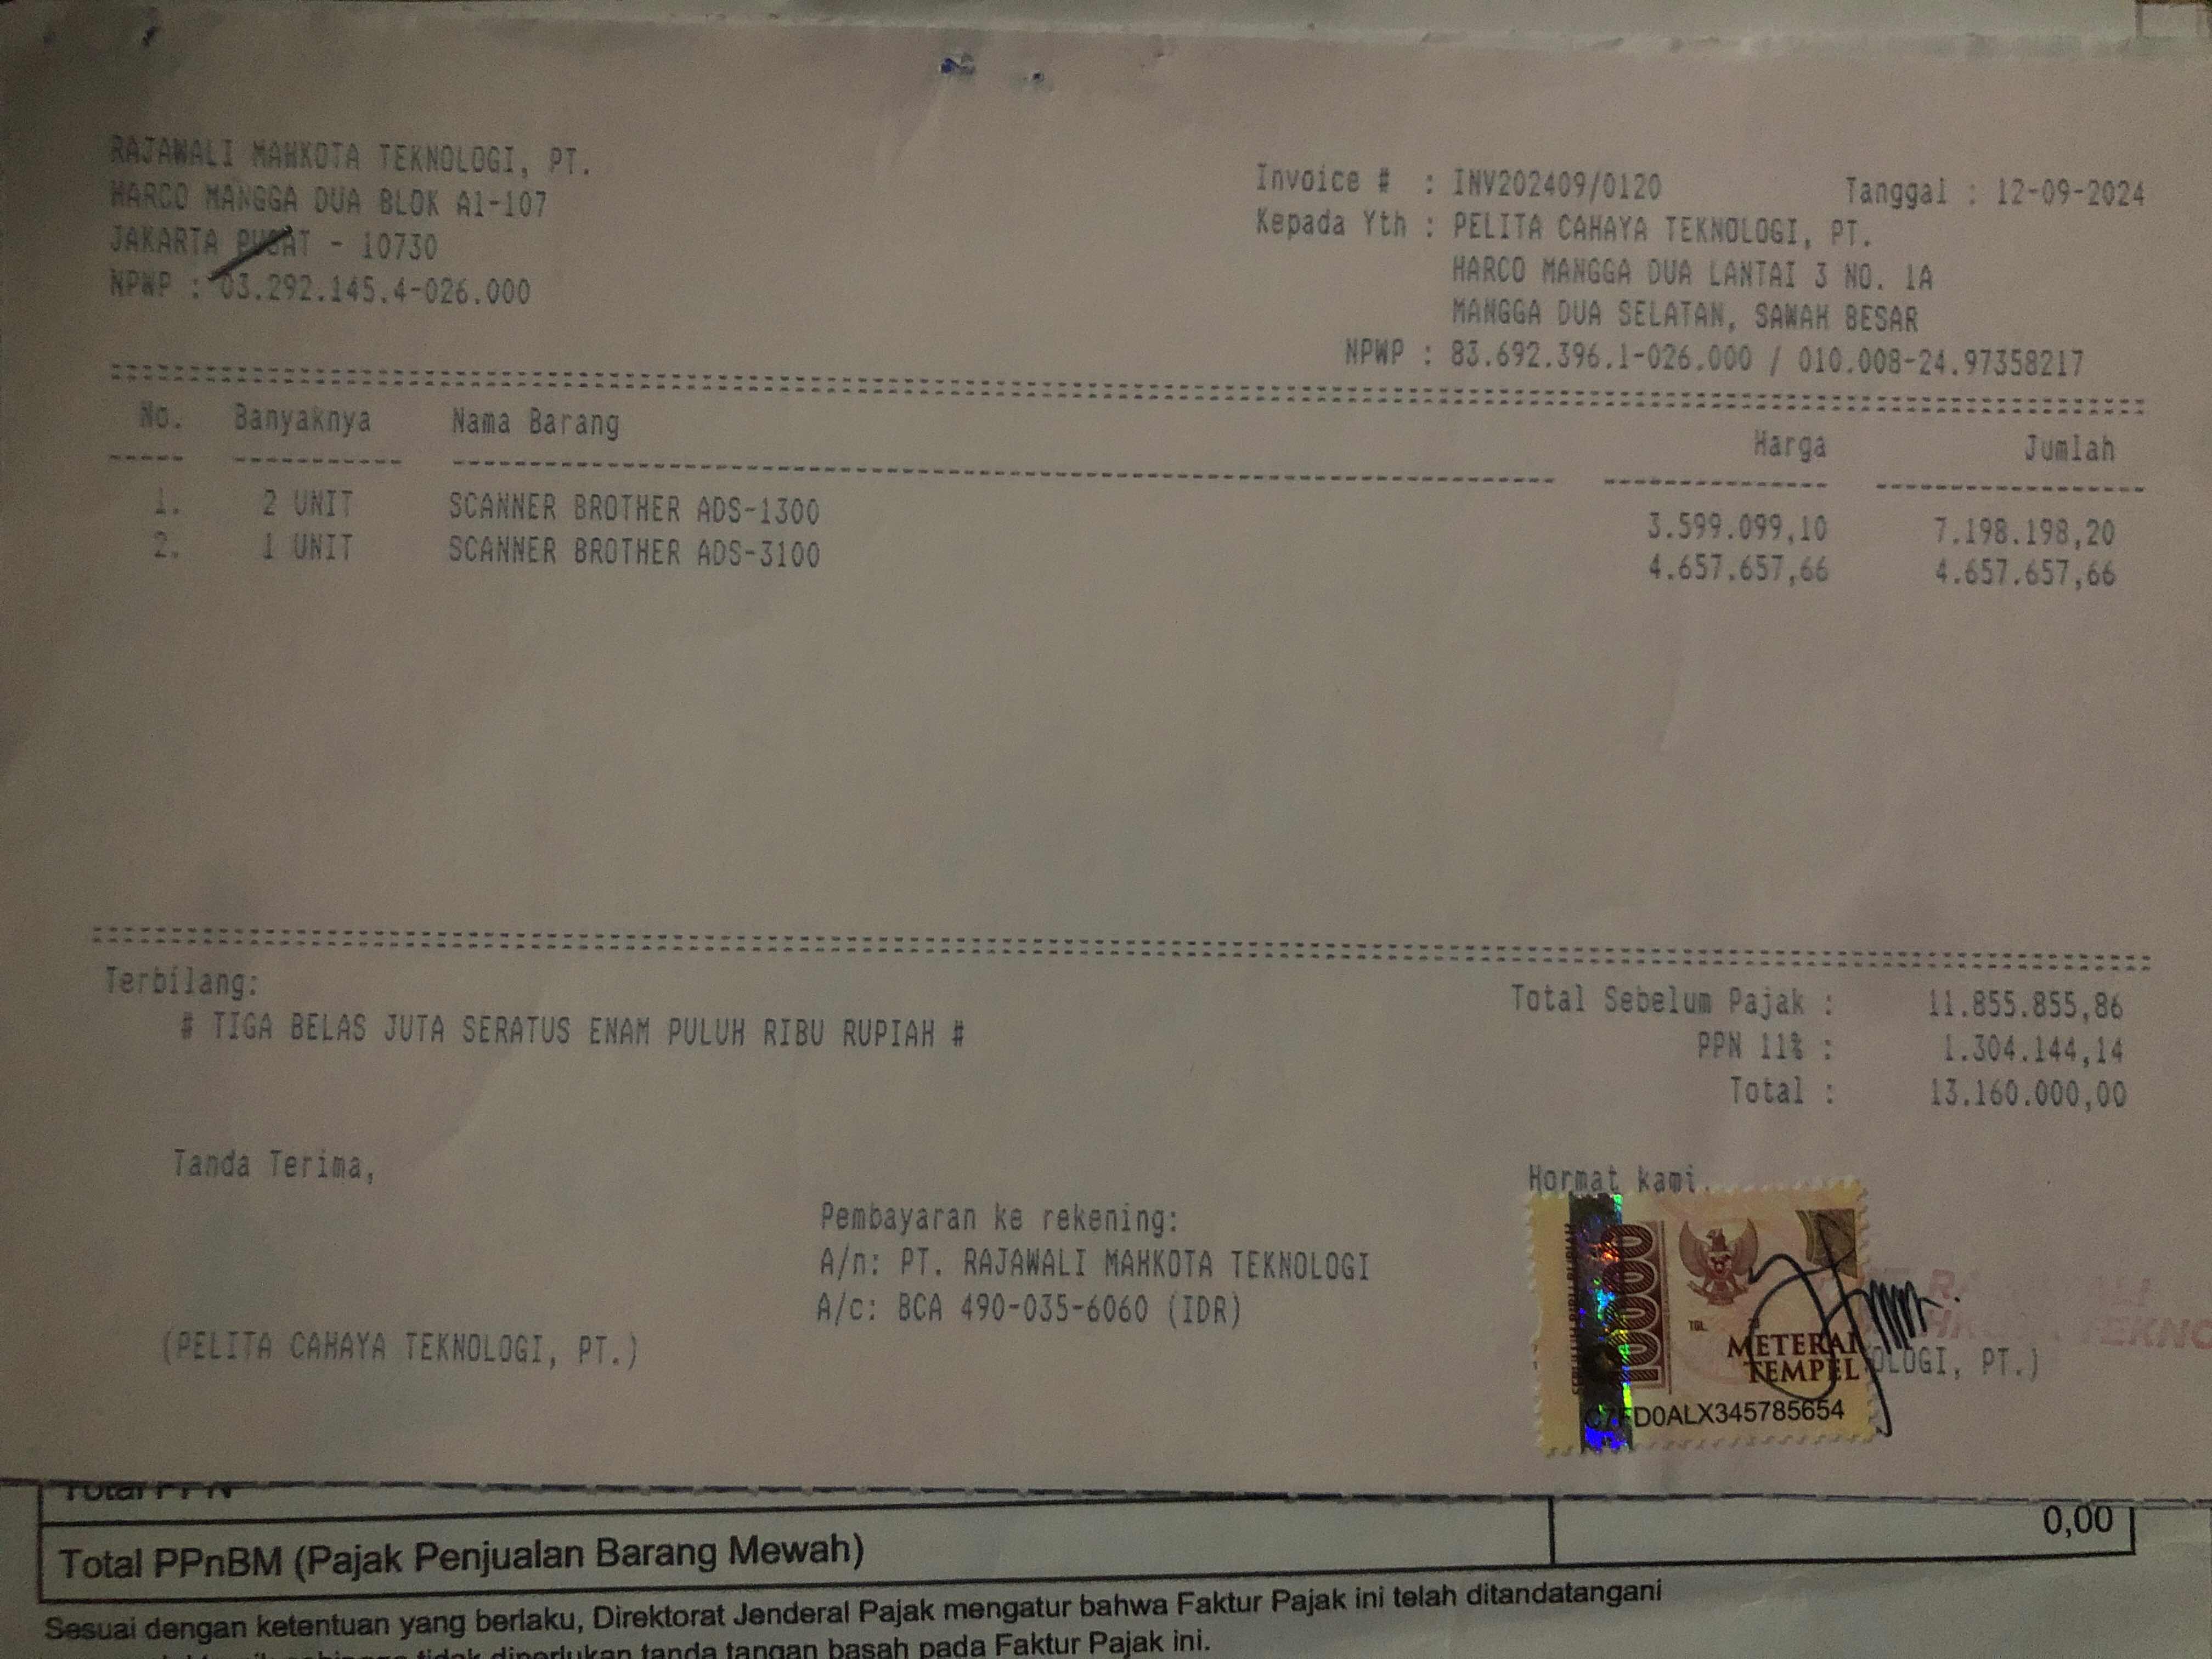 RAJAWALI MAHKOTA TEKNOLOGI, PT.
HARCO MANGGA DUA BLOK A1-107
JAKARTA PUSAT - 10730
NPWP : 03.292.145.4-026.000
Invoice # : INV202409/0120 Tanggal : 12-09-2024
Kepada Yth : PELITA CAHAYA TEKNOLOGI, PT.
HARCO MANGGA DUA LANTAI 3 NO. 1A
MANGGA DUA SELATAN, SAWAH BESAR
NPWP : 83.692.396.1-026.000 / 010.008-24.97358217
No. Banyaknya Nama Barang Harga Jumlah
1. 2 UNIT SCANNER BROTHER ADS-1300 3.599.099,10 7.198.198,20
2. 1 UNIT SCANNER BROTHER ADS-3100 4.657.657,66 4.657.657,66
Terbilang:
# TIGA BELAS JUTA SERATUS ENAM PULUH RIBU RUPIAH #
Total Sebelum Pajak : 11.855.855,86
PPN 11% : 1.304.144,14
Total : 13.160.000,00
Tanda Terima,
(PELITA CAHAYA TEKNOLOGI, PT.)
Pembayaran ke rekening:
A/n: PT. RAJAWALI MAHKOTA TEKNOLOGI
A/c: BCA 490-035-6060 (IDR)
Hormat kami,
10000
TGL.
METERAI
TEMPEL
OLOGI, PT.)
D0ALX345785654
Total PPN
Total PPnBM (Pajak Penjualan Barang Mewah) 0,00
Sesuai dengan ketentuan yang berlaku, Direktorat Jenderal Pajak mengatur bahwa Faktur Pajak ini telah ditandatangani
tidak diperlukan tanda tangan basah pada Faktur Pajak ini.